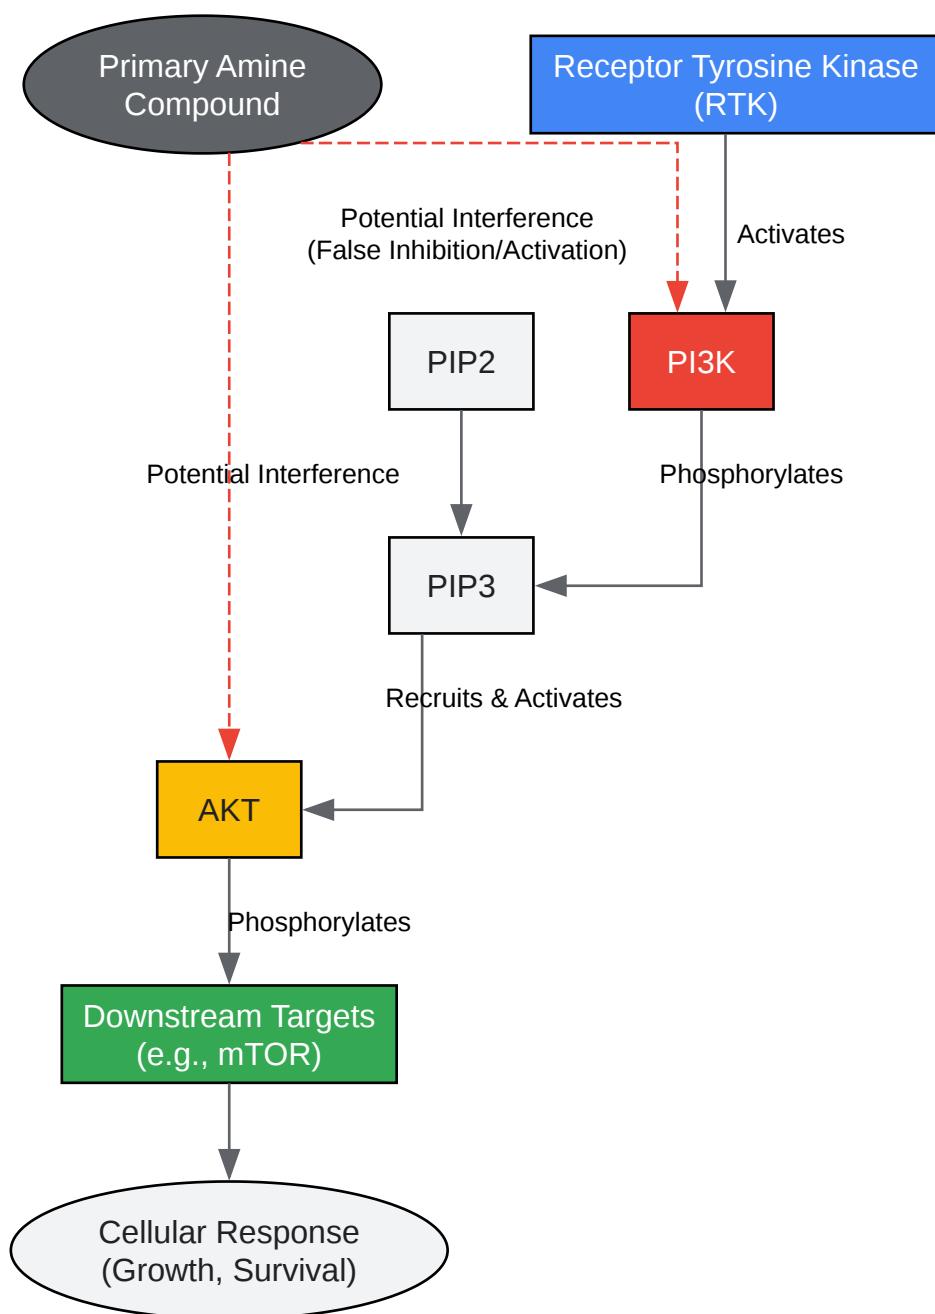 Primary Amine
Compound
Receptor Tyrosine Kinase
(RTK)
Potential Interference
(False Inhibition/Activation)
Activates
PIP2
PI3K
Potential Interference
Phosphorylates
PIP3
Recruits & Activates
AKT
Phosphorylates
Downstream Targets
(e.g., mTOR)
Cellular Response
(Growth, Survival)